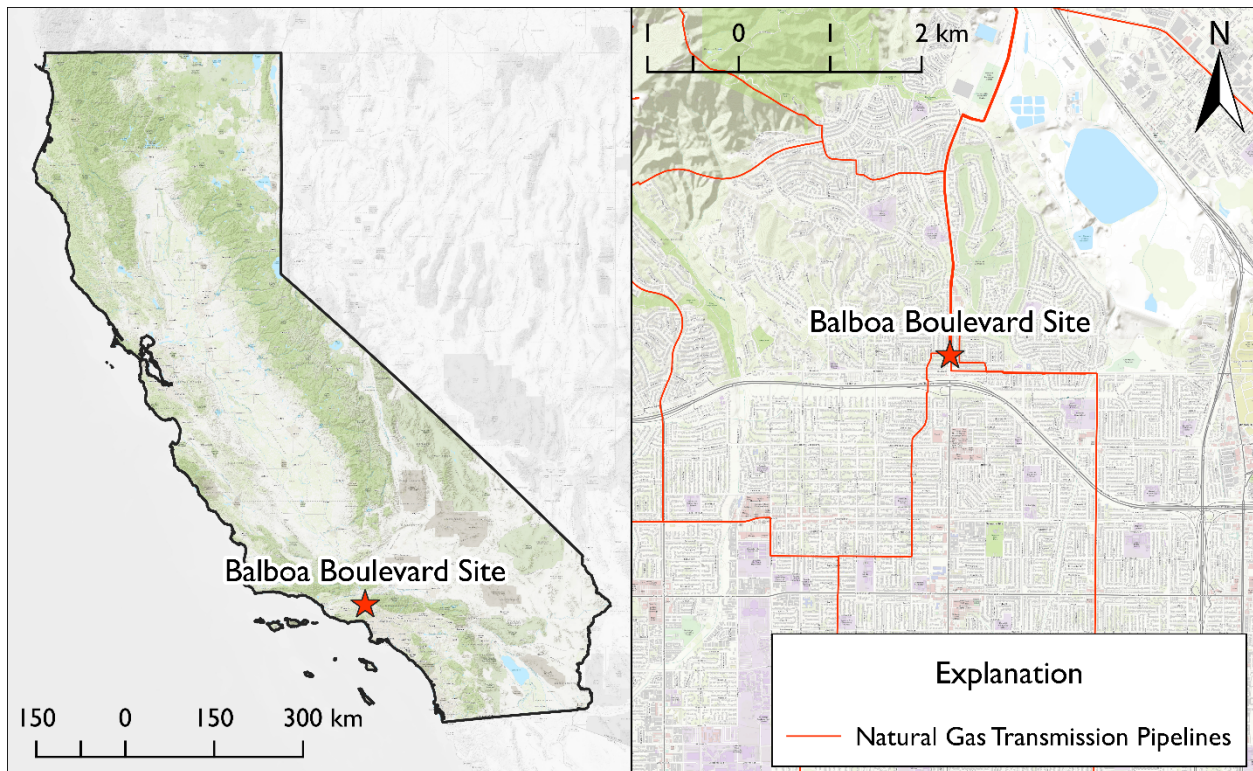 Balboa Boulevard Site
150 0 150 300 km
1 0 1 2 km
N
Balboa Boulevard Site
Explanation
Natural Gas Transmission Pipelines